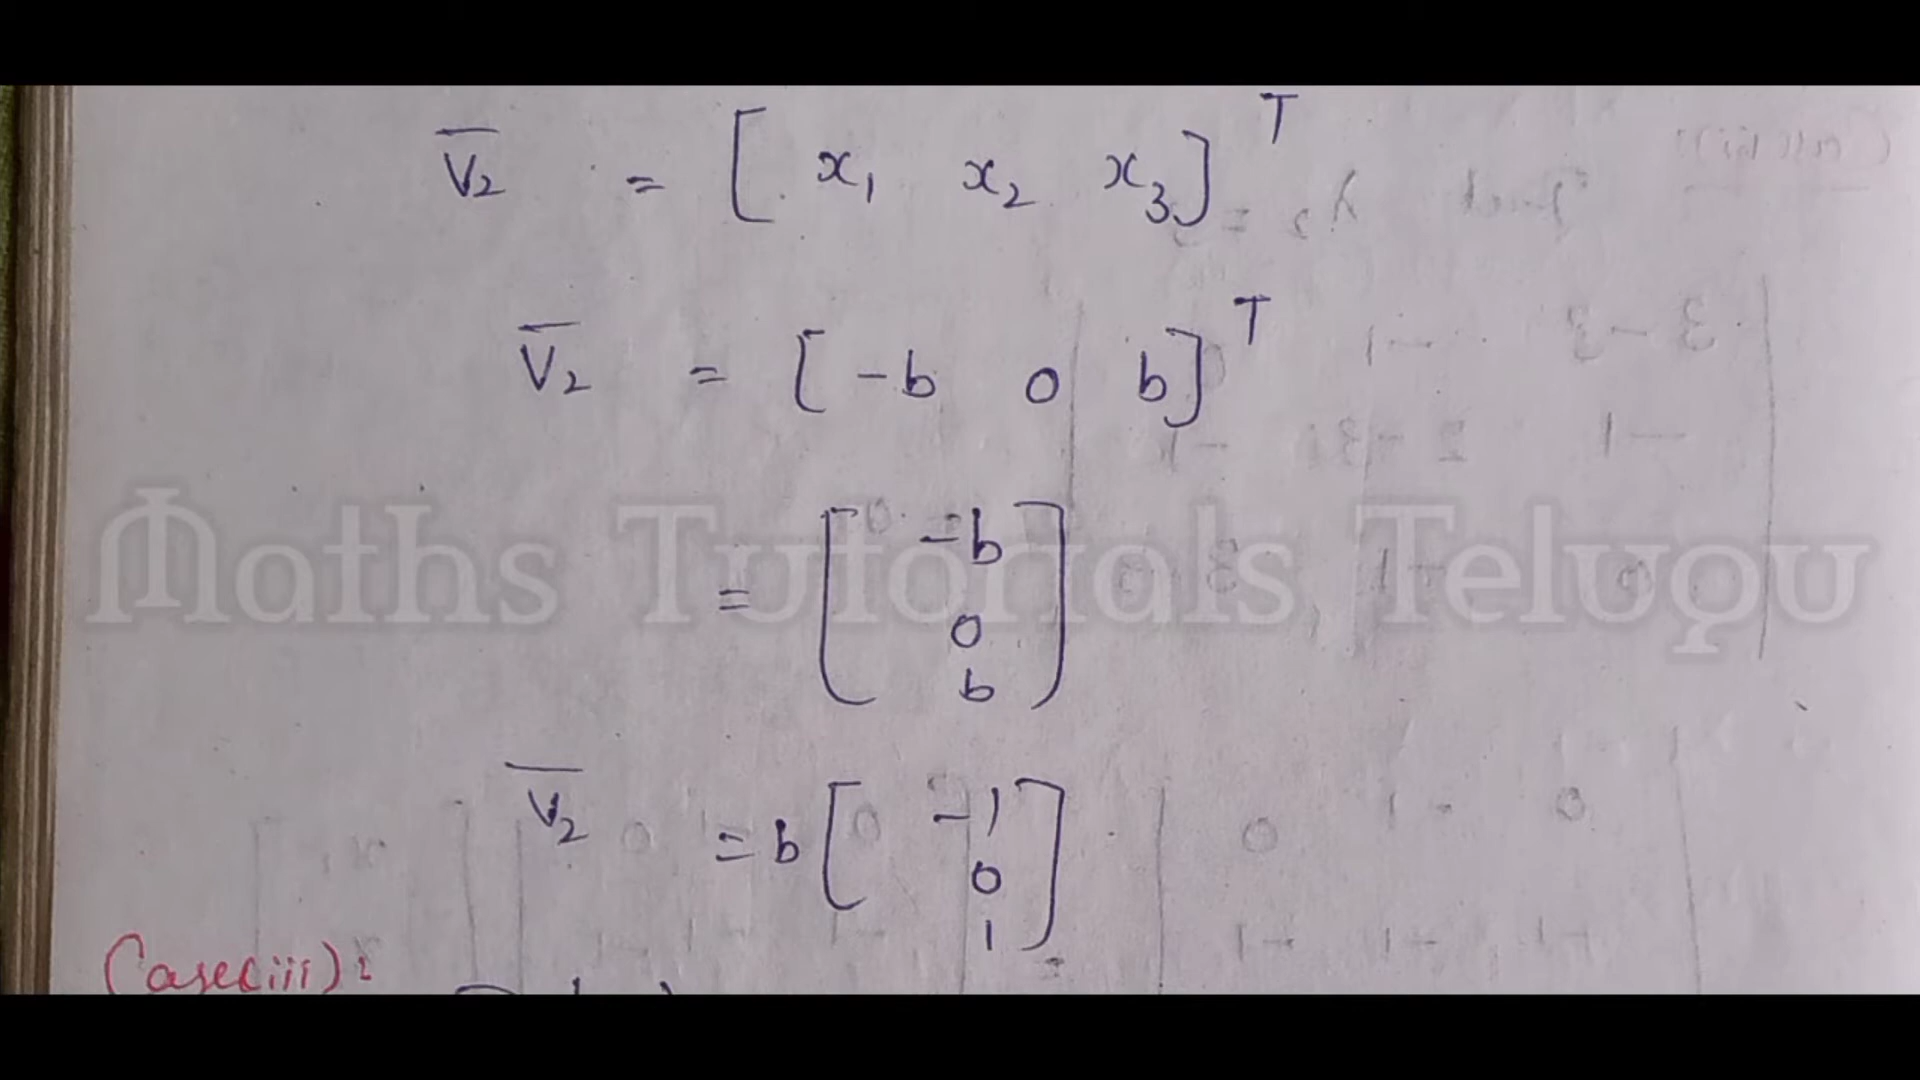 V̅₂ = [x₁ x₂ x₃]ᵀ
V̅₂ = [-b 0 b]ᵀ
= [-b
0
b]
Maths Tutorials Telugu
V̅₂ = b[-1
0
1]
Case(iii):